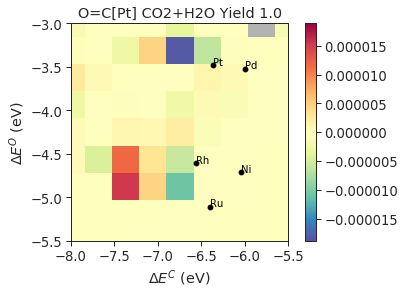 O=C[Pt] CO2+H2O Yield 1.0
−3.0
−3.5
−4.0
−4.5
−5.0
−5.5
ΔE^O (eV)
Pt
Pd
Rh
Ni
Ru
−8.0 −7.5 −7.0 −6.5 −6.0 −5.5
ΔE^C (eV)
0.000015
0.000010
0.000005
0.000000
−0.000005
−0.000010
−0.000015